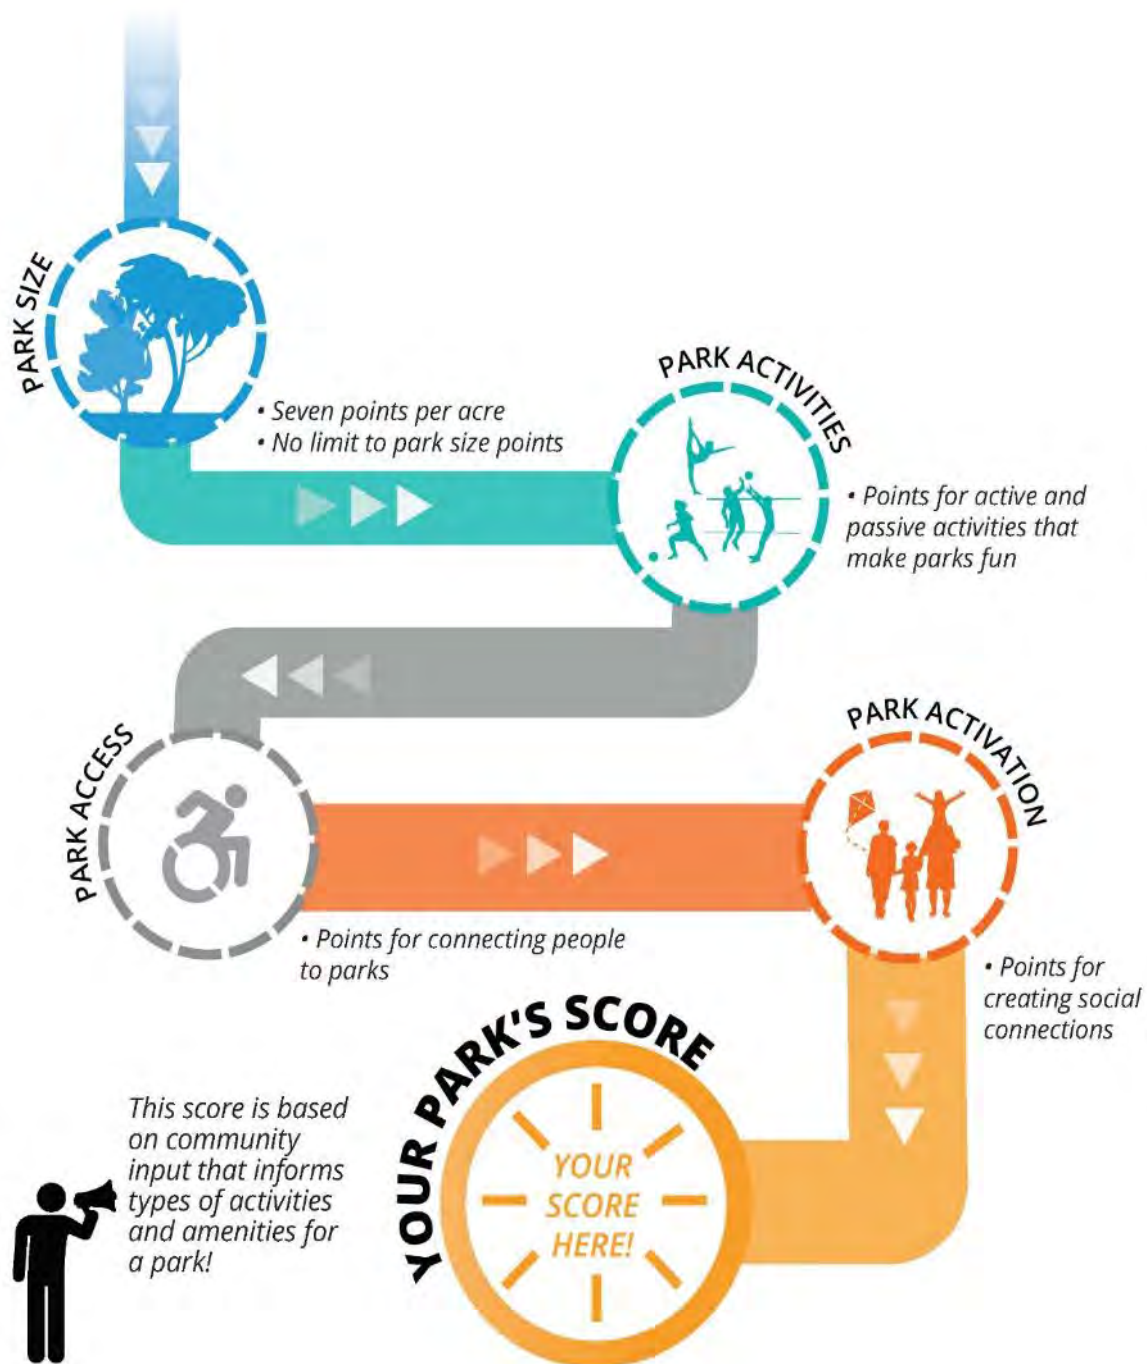 PARK SIZE
• Seven points per acre
• No limit to park size points
PARK ACTIVITIES
• Points for active and
passive activities that
make parks fun
PARK ACCESS
• Points for connecting people
to parks
PARK ACTIVATION
• Points for
creating social
connections
YOUR PARK'S SCORE
YOUR
SCORE
HERE!
This score is based
on community
input that informs
types of activities
and amenities for
a park!